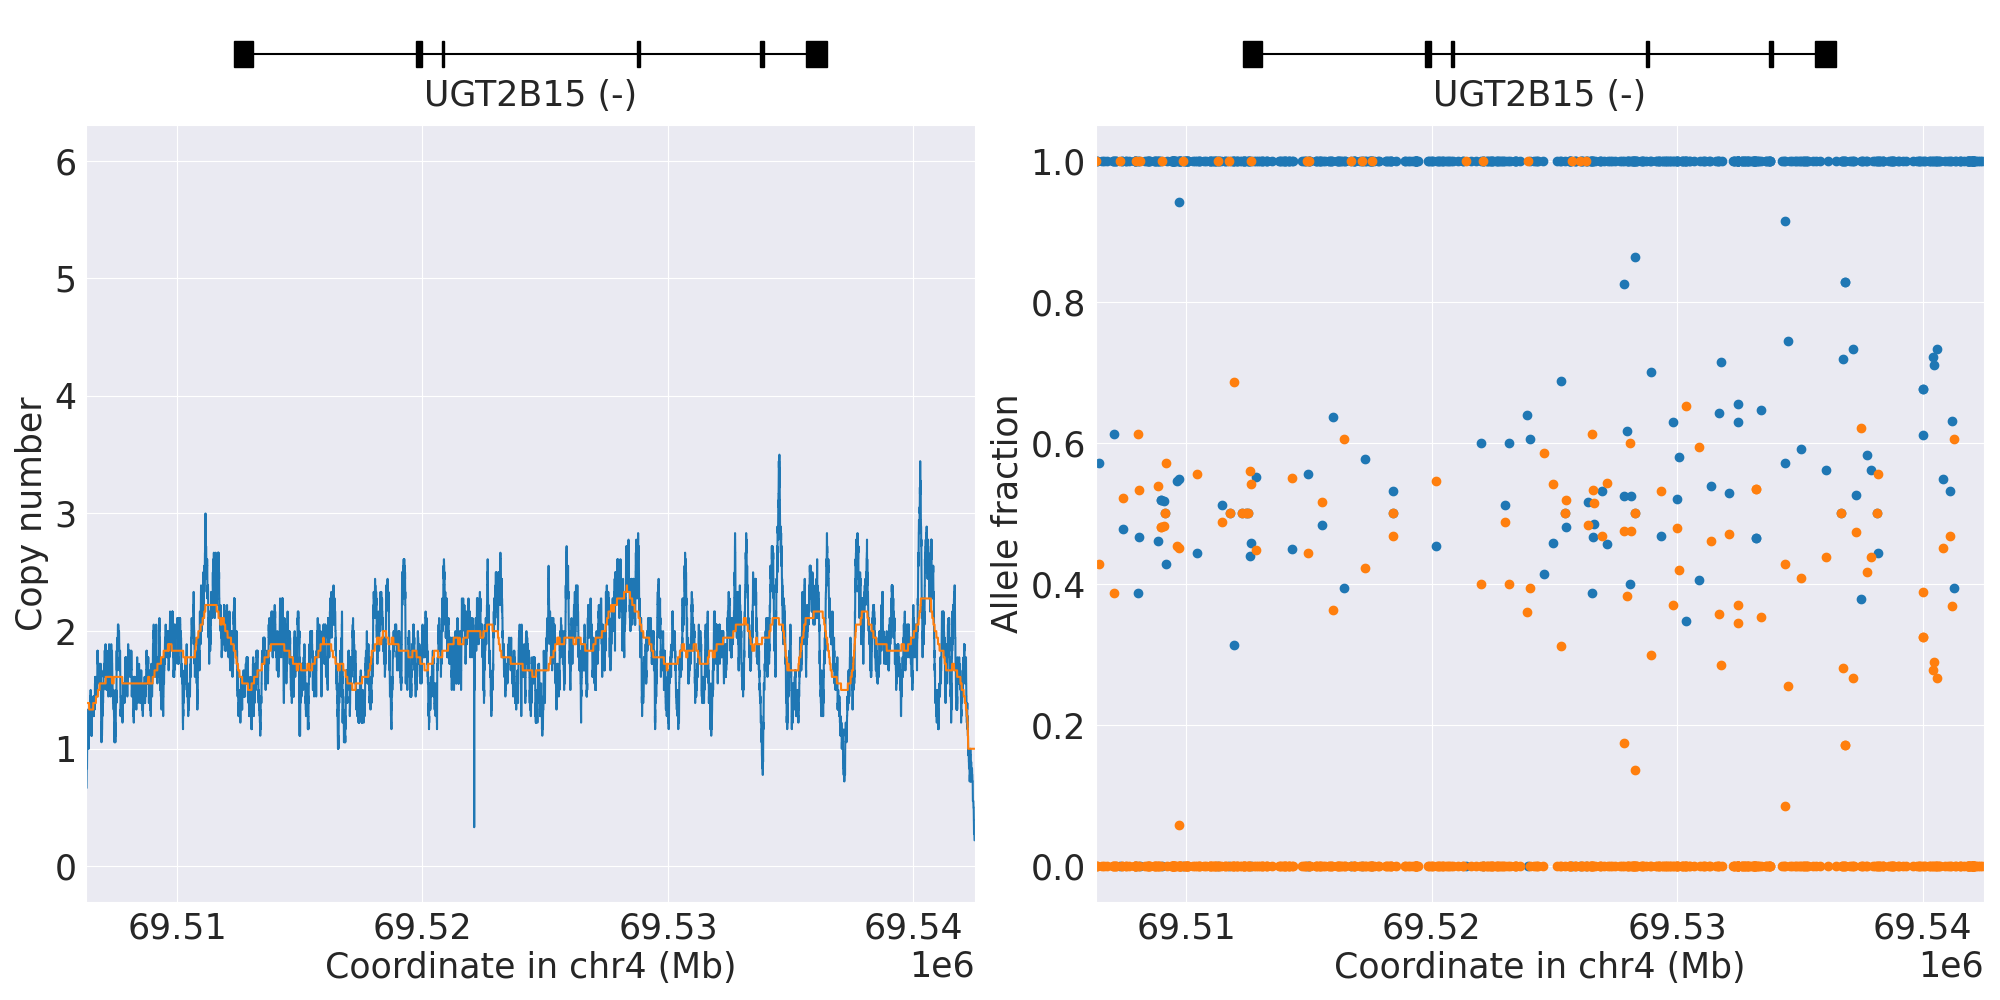 UGT2B15 (-)
6
5
4
3
2
1
0
Copy number
69.51 69.52 69.53 69.54
Coordinate in chr4 (Mb) 1e6
UGT2B15 (-)
1.0
0.8
0.6
0.4
0.2
0.0
Allele fraction
69.51 69.52 69.53 69.54
Coordinate in chr4 (Mb) 1e6